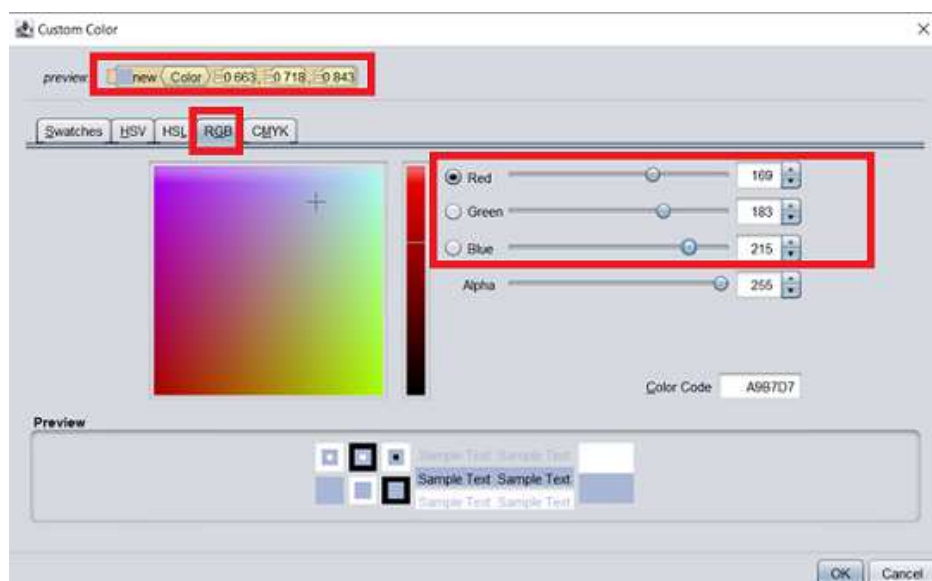 Custom Color
preview: new Color 0.663, 0.718, 0.843
Swatches HSV HSL RGB CMYK
Red 169
Green 183
Blue 215
Alpha 255
Color Code A9B7D7
Preview
Sample Text Sample Text
Sample Text Sample Text
Sample Text Sample Text
OK Cancel